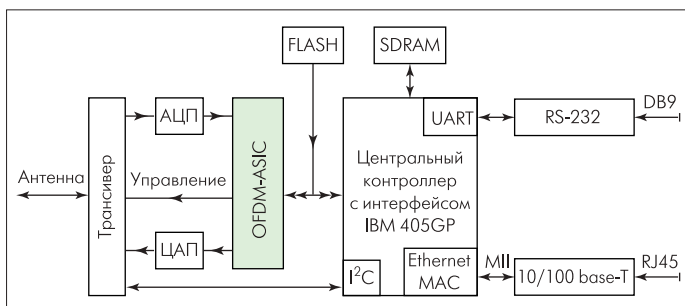 FLASH
SDRAM
АЦП
UART
RS-232
DB9
Антенна
Трансивер
Управление
OFDM-ASIC
Центральный
контроллер
с интерфейсом
IBM 405GP
ЦАП
I²C
Ethernet
MAC
MII
10/100 base-T
RJ45